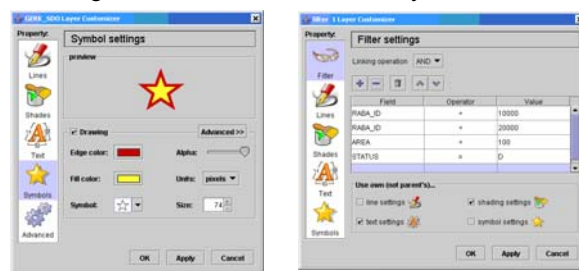 GDEK_SDO Layer Customizer
Property:
Lines
Shades
Text
Symbols
Advanced
Symbol settings
preview
Drawing
Advanced >>
Edge color:
Alpha:
Fill color:
Units: pixels
Symbol:
Size: 74
OK Apply Cancel
filter_1 Layer Customizer
Property:
Filter
Lines
Shades
Text
Symbols
Filter settings
Linking operation AND
Field Operator Value
RABA_ID 10000
RABA_ID 20000
AREA 100
STATUS = D
Use own (not parent's)...
line settings
shading settings
text settings
symbol settings
OK Apply Cancel